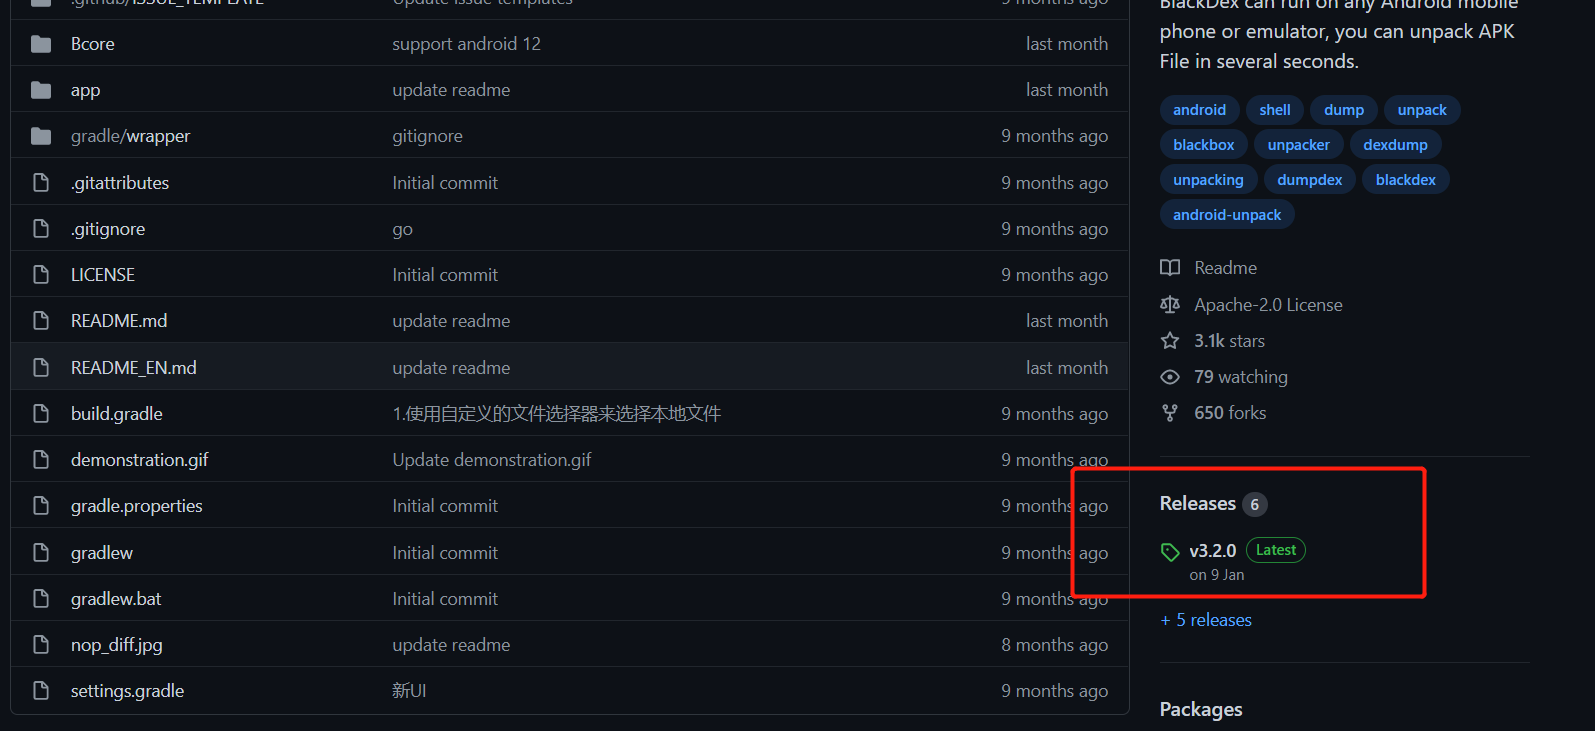 .github/ISSUE_TEMPLATE Update issue templates 9 months ago
Bcore support android 12 last month
app update readme last month
gradle/wrapper gitignore 9 months ago
.gitattributes Initial commit 9 months ago
.gitignore go 9 months ago
LICENSE Initial commit 9 months ago
README.md update readme last month
README_EN.md update readme last month
build.gradle 1.使用自定义的文件选择器来选择本地文件 9 months ago
demonstration.gif Update demonstration.gif 9 months ago
gradle.properties Initial commit 9 months ago
gradlew Initial commit 9 months ago
gradlew.bat Initial commit 9 months ago
nop_diff.jpg update readme 8 months ago
settings.gradle 新UI 9 months ago
BlackDex can run on any Android mobile
phone or emulator, you can unpack APK
File in several seconds.
android shell dump unpack
blackbox unpacker dexdump
unpacking dumpdex blackdex
android-unpack
Readme
Apache-2.0 License
3.1k stars
79 watching
650 forks
Releases 6
v3.2.0 Latest
on 9 Jan
+ 5 releases
Packages